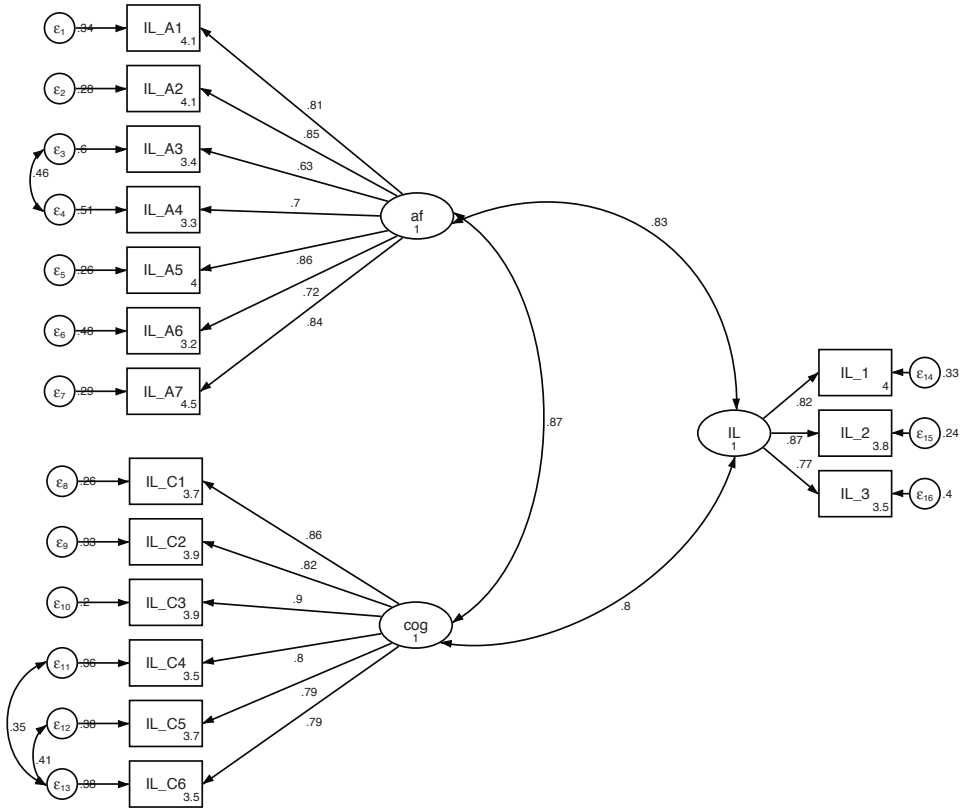 ε1 .34 IL_A1 4.1
.81
ε2 .28 IL_A2 4.1
.85
ε3 .6 IL_A3 3.4
.63
.46
ε4 .51 IL_A4 3.3
.7
af
1
.83
ε5 .26 IL_A5 4
.86
ε6 .48 IL_A6 3.2
.72
.84
ε7 .29 IL_A7 4.5
IL_1 4 ε14 .33
.82
.87
IL
1
.87
IL_2 3.8 ε15 .24
.77
IL_3 3.5 ε16 .4
ε8 .26 IL_C1 3.7
.86
ε9 .33 IL_C2 3.9
.82
ε10 .2 IL_C3 3.9
.9
cog
1
.8
ε11 .36 IL_C4 3.5
.8
.35
ε12 .38 IL_C5 3.7
.79
.79
.41
ε13 .38 IL_C6 3.5